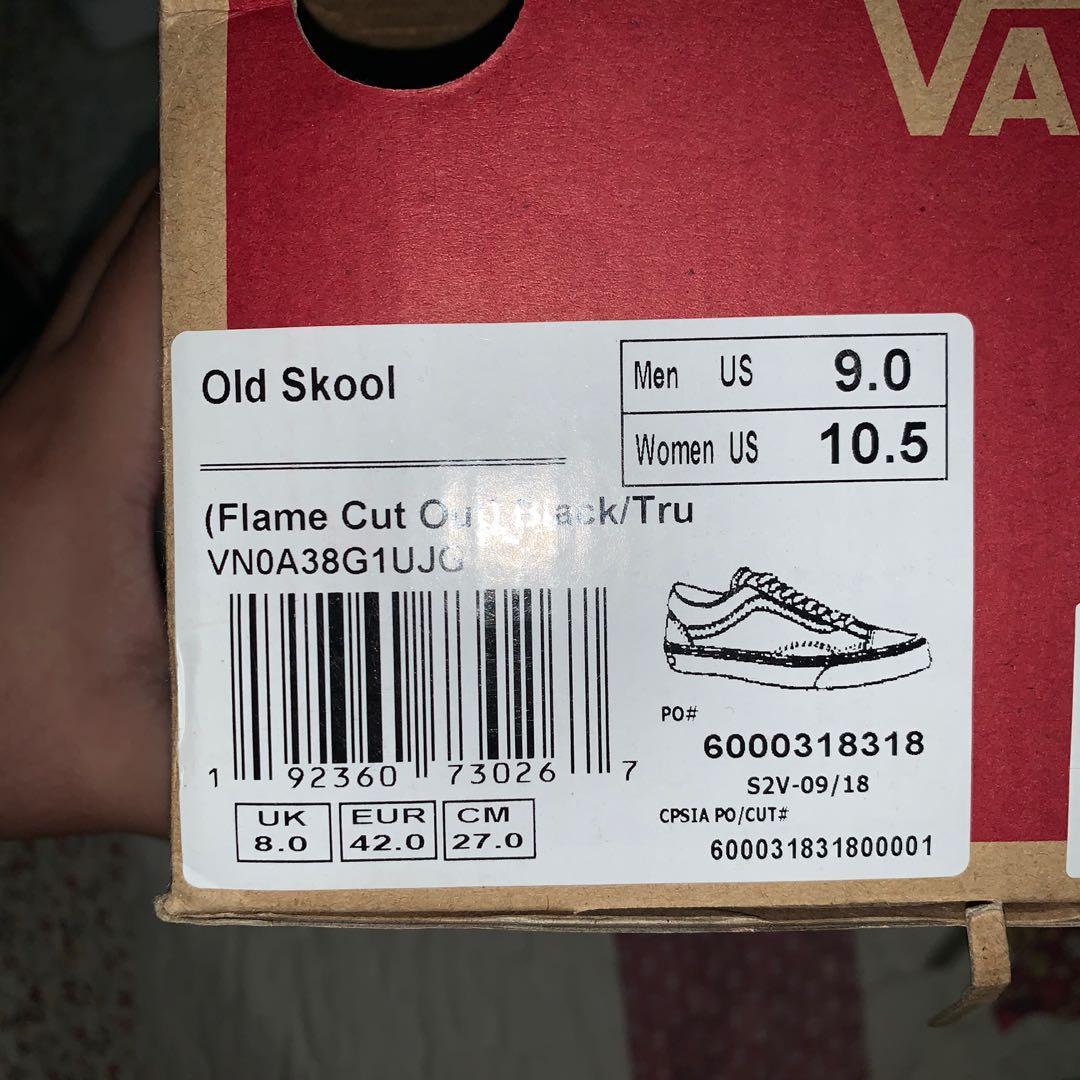 VA
Old Skool
Men US 9.0
Women US 10.5
(Flame Cut Out) Black/Tru
VN0A38G1UJG
1 92360 73026 7
PO#
6000318318
S2V-09/18
CPSIA PO/CUT#
600031831800001
UK EUR CM
8.0 42.0 27.0